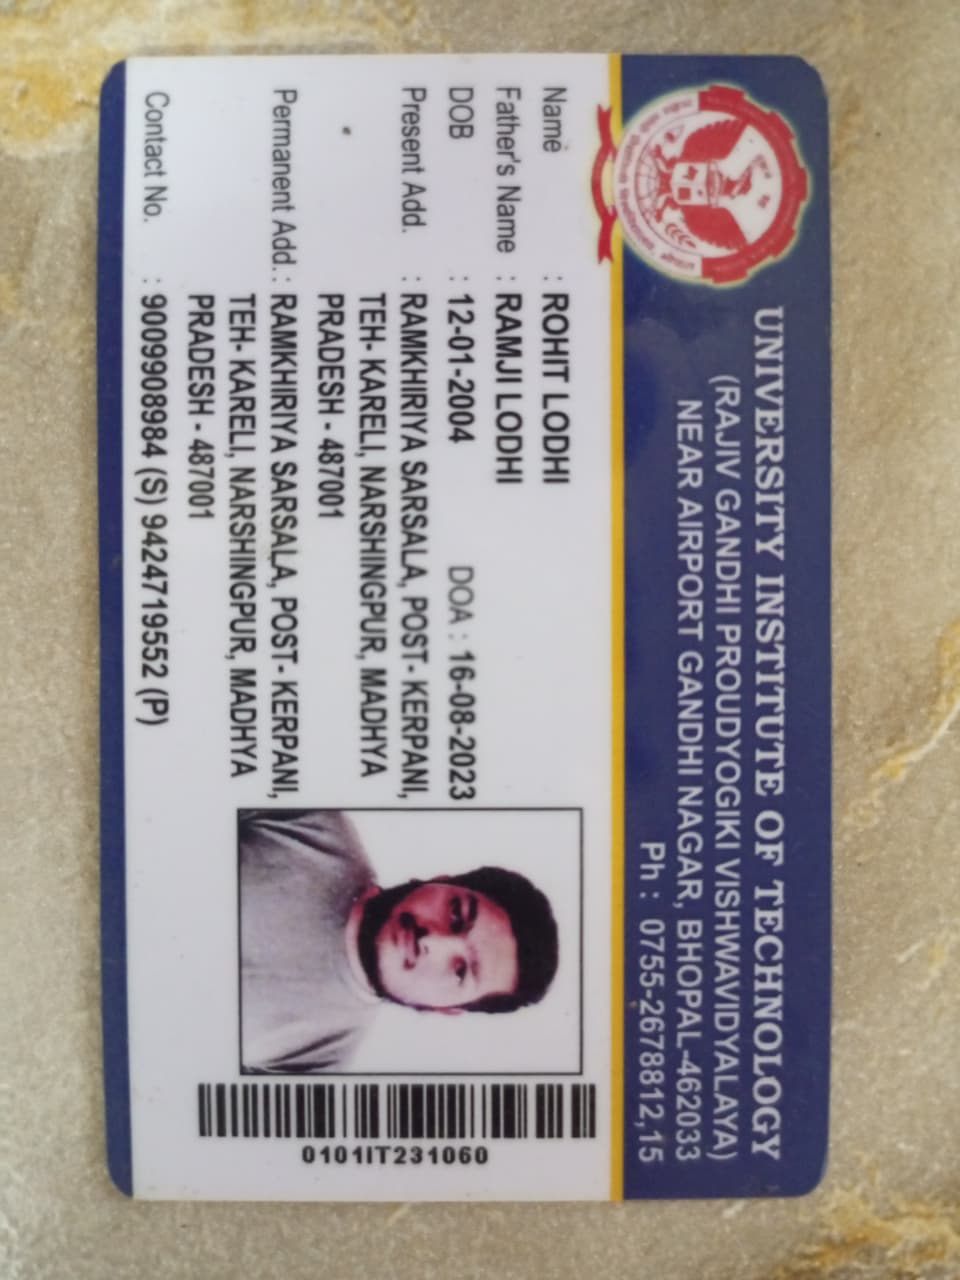 UNIVERSITY INSTITUTE OF TECHNOLOGY
(RAJIV GANDHI PROUDYOGIKI VISHWAVIDYALAYA)
NEAR AIRPORT GANDHI NAGAR, BHOPAL-462033
Ph : 0755-2678812,15
Name : ROHIT LODHI
Father's Name : RAMJI LODHI
DOB : 12-01-2004 DOA : 16-08-2023
Present Add. : RAMKHIRIYA SARSALA, POST- KERPANI,
TEH- KARELI, NARSHINGPUR, MADHYA
PRADESH - 487001
Permanent Add. : RAMKHIRIYA SARSALA, POST- KERPANI,
TEH- KARELI, NARSHINGPUR, MADHYA
PRADESH - 487001
Contact No. : 9009908984 (S) 9424719552 (P)
0101IT231060